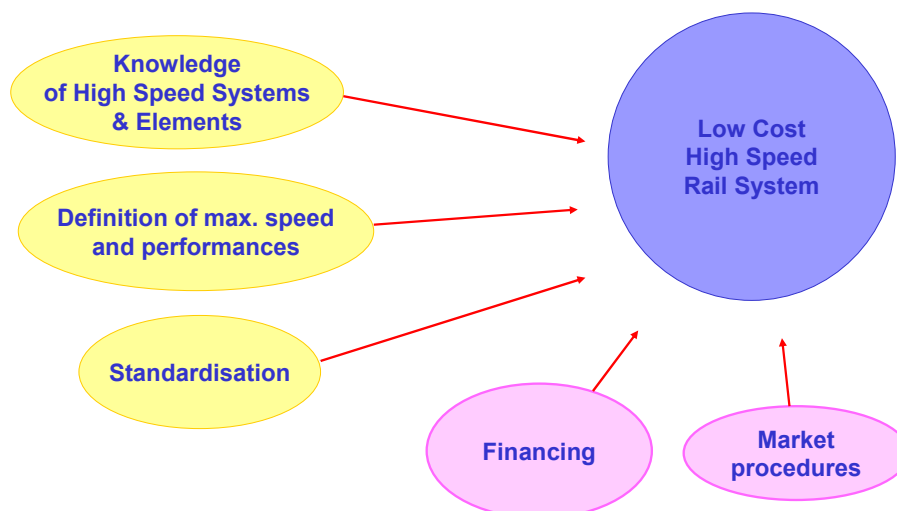 Knowledge
of High Speed Systems
& Elements
Low Cost
High Speed
Rail System
Definition of max. speed
and performances
Standardisation
Financing
Market
procedures